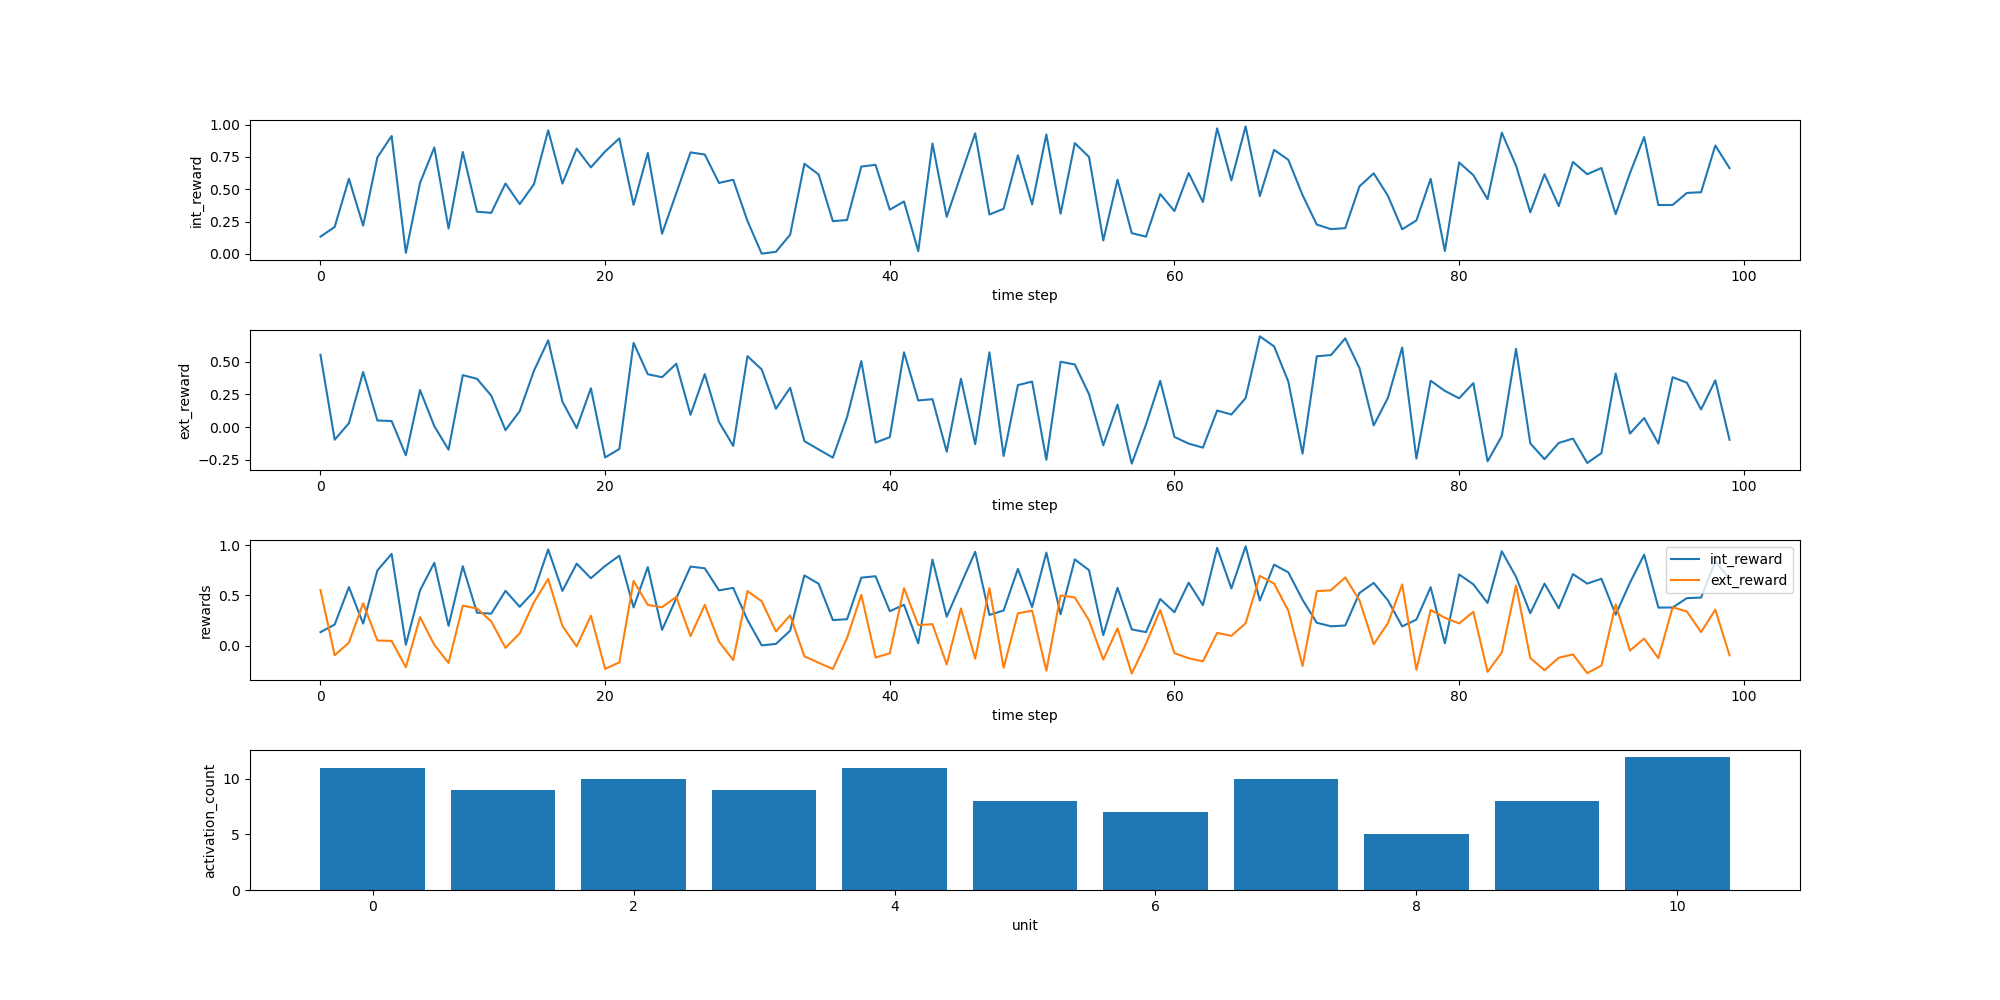 1.00
0.75
0.50
0.25
0.00
int_reward
0 20 40 60 80 100
time step
0.50
0.25
0.00
−0.25
ext_reward
0 20 40 60 80 100
time step
1.0
0.5
0.0
rewards
int_reward
ext_reward
0 20 40 60 80 100
time step
10
5
0
activation_count
0 2 4 6 8 10
unit